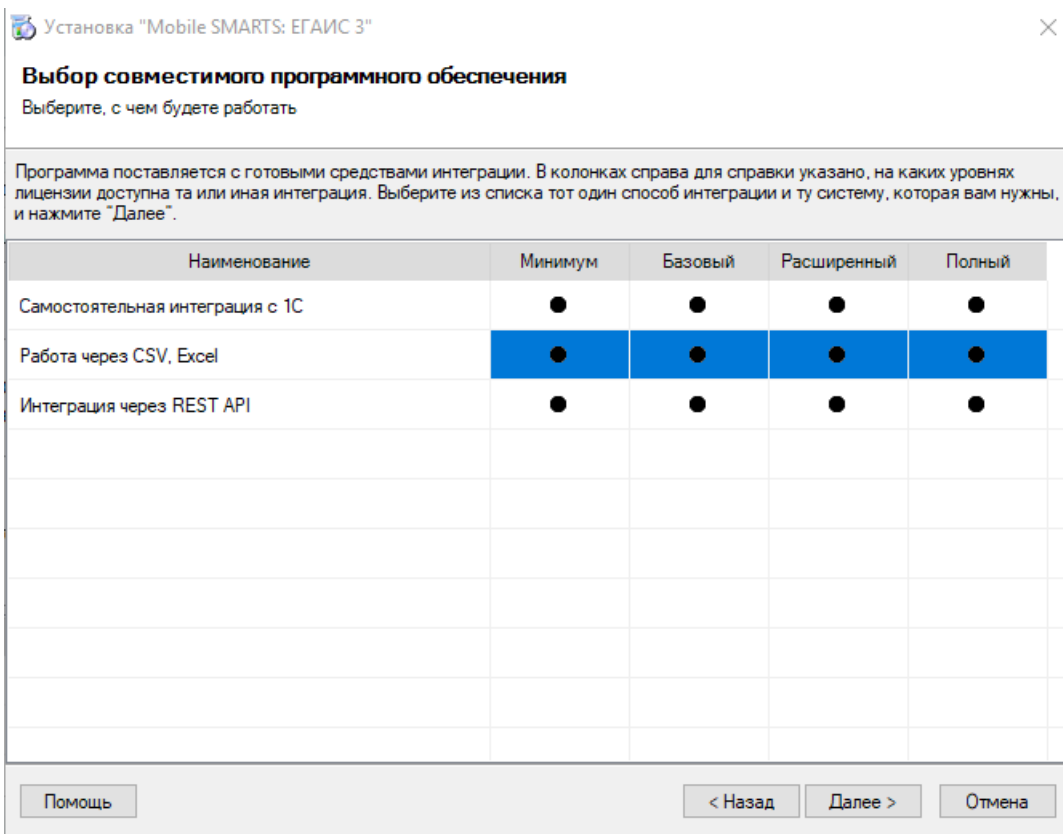 Установка "Mobile SMARTS: ЕГАИС 3"
Выбор совместимого программного обеспечения
Выберите, с чем будете работать
Программа поставляется с готовыми средствами интеграции. В колонках справа для справки указано, на каких уровнях
лицензии доступна та или иная интеграция. Выберите из списка тот один способ интеграции и ту систему, которая вам нужны,
и нажмите "Далее".
Наименование Минимум Базовый Расширенный Полный
Самостоятельная интеграция с 1С ● ● ● ●
Работа через CSV, Excel ● ● ● ●
Интеграция через REST API ● ● ● ●
Помощь < Назад Далее > Отмена